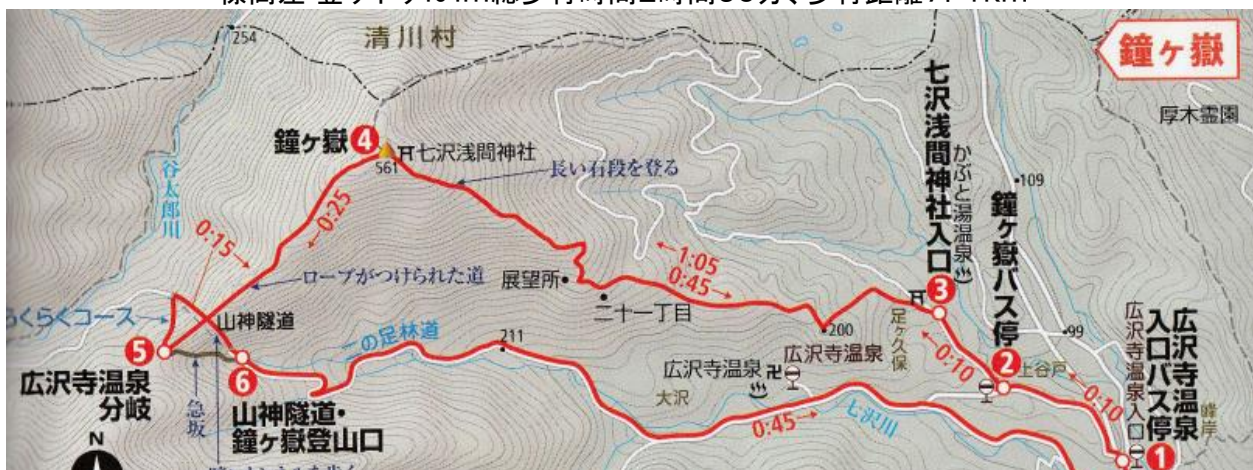 清川村
254
鐘ヶ嶽
厚木霊園
鐘ヶ嶽 4
561
七沢浅間神社
長い石段を登る
谷太郎川
0:25
0:15
ロープがつけられた道
展望所
二十一丁目
1:05
0:45
七沢浅間神社入口
3
かぶと湯温泉
109
鐘ヶ嶽バス停
2
99
上谷戸
足ヶ久保
200
広沢寺温泉
広沢寺温泉
大沢
0:10
0:10
広沢寺温泉入口
広沢寺温泉
入口バス停
1
峰岸
らくらくコース
山神隧道
一の足林道
211
5
広沢寺温泉
分岐
急坂
6
山神隧道・
鐘ヶ嶽登山口
0:45
七沢川
N